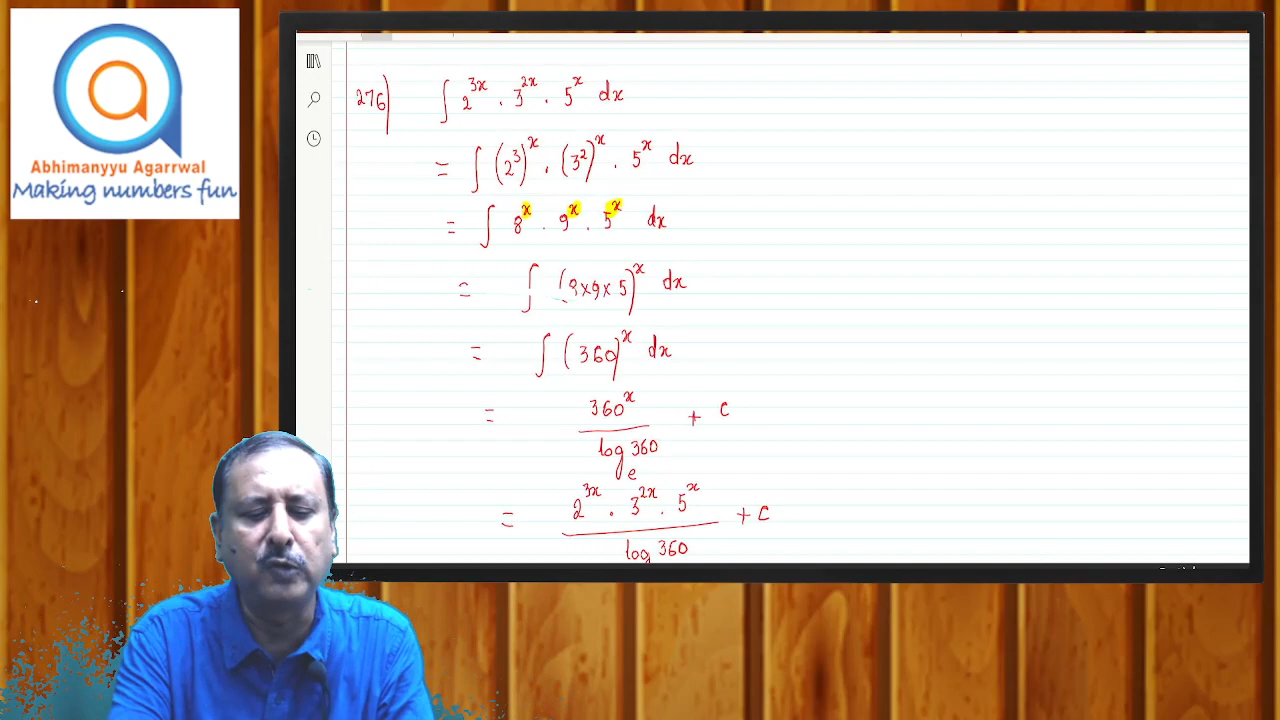 Abhimanyyu Agarrwal
Making numbers fun
276) ∫ 2^{3x} . 3^{2x} . 5^x dx
= ∫ (2^3)^x . (3^2)^x . 5^x dx
= ∫ 8^x . 9^x . 5^x dx
= ∫ (8×9×5)^x dx
= ∫ (360)^x dx
= 360^x / log_e 360 + c
= 2^{3x} . 3^{2x} . 5^x / log 360 + c